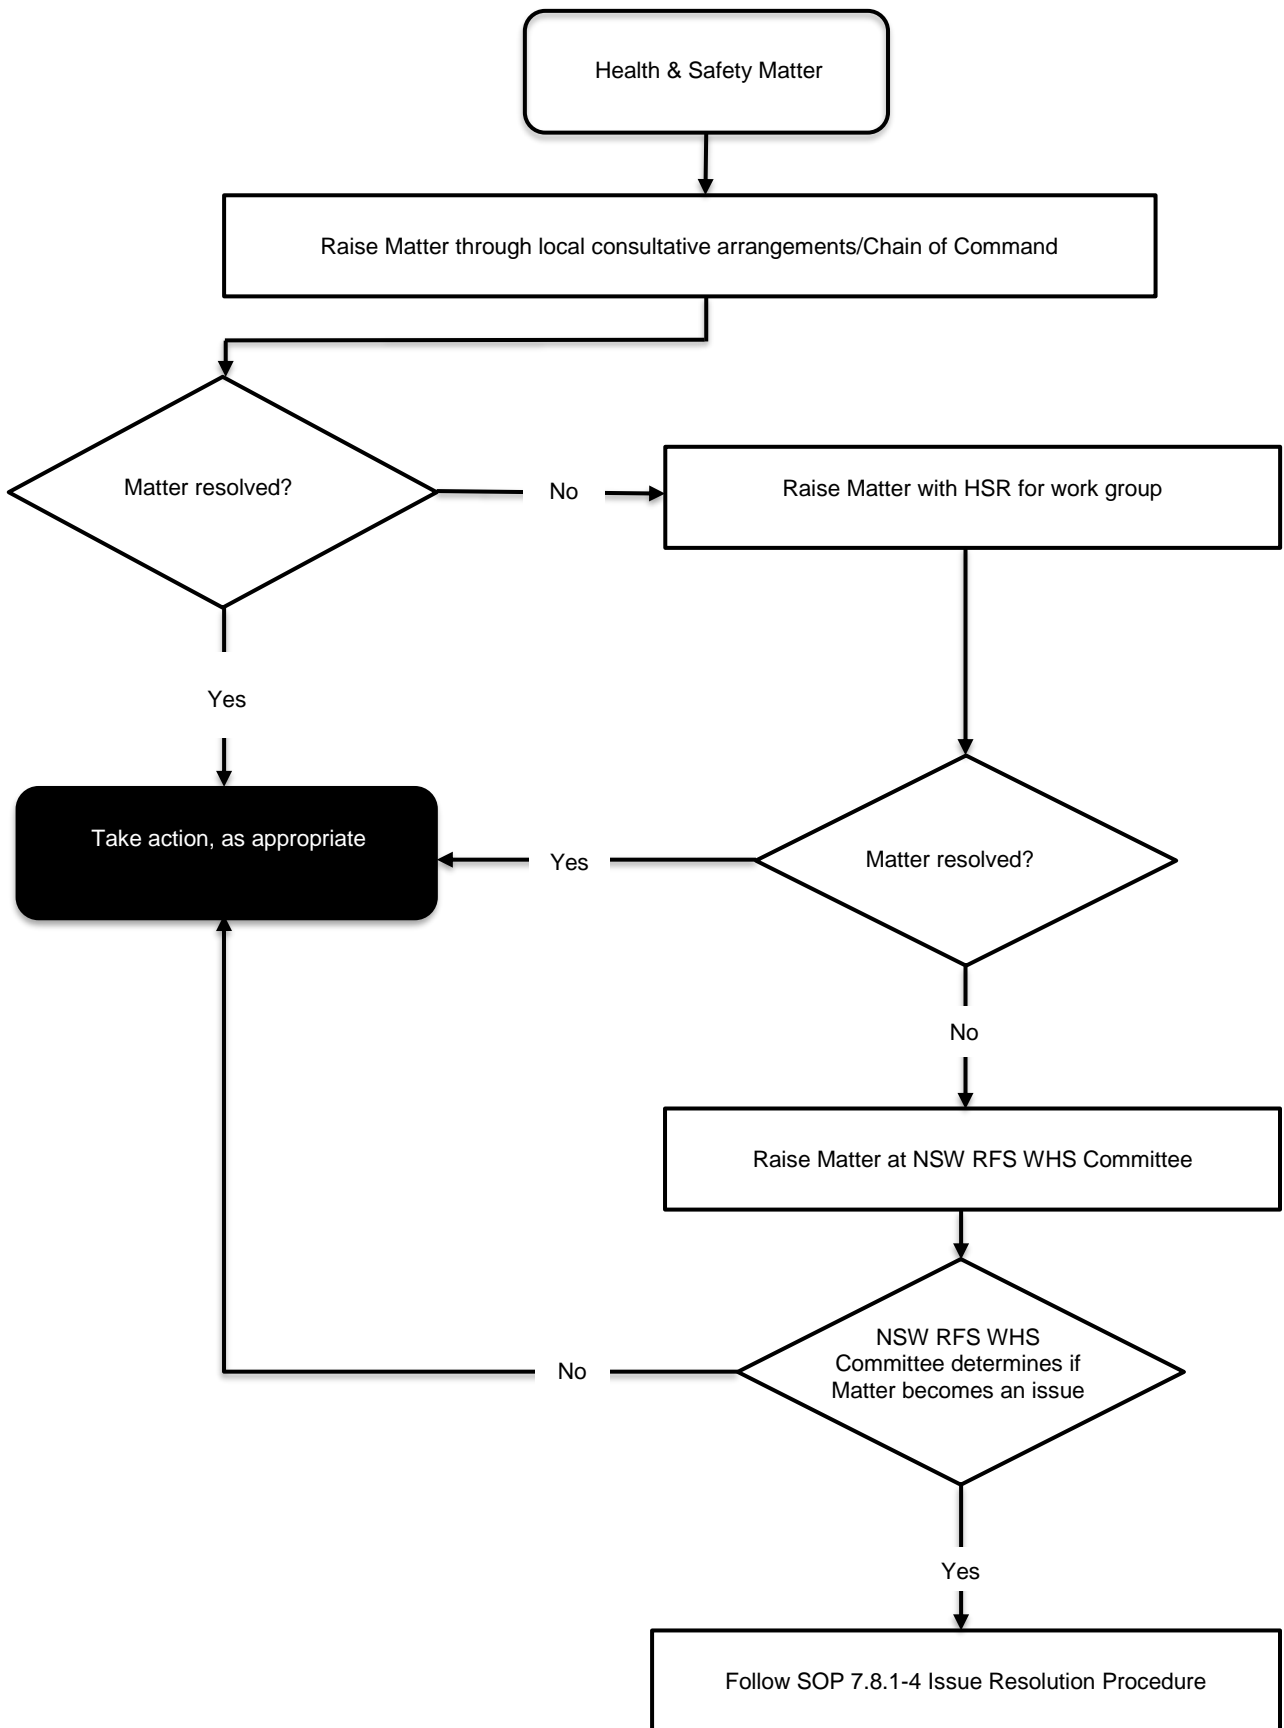 Health & Safety Matter
Raise Matter through local consultative arrangements/Chain of Command
Matter resolved?
No
Raise Matter with HSR for work group
Yes
Take action, as appropriate
Yes
Matter resolved?
No
Raise Matter at NSW RFS WHS Committee
NSW RFS WHS
Committee determines if
Matter becomes an issue
No
Yes
Follow SOP 7.8.1-4 Issue Resolution Procedure